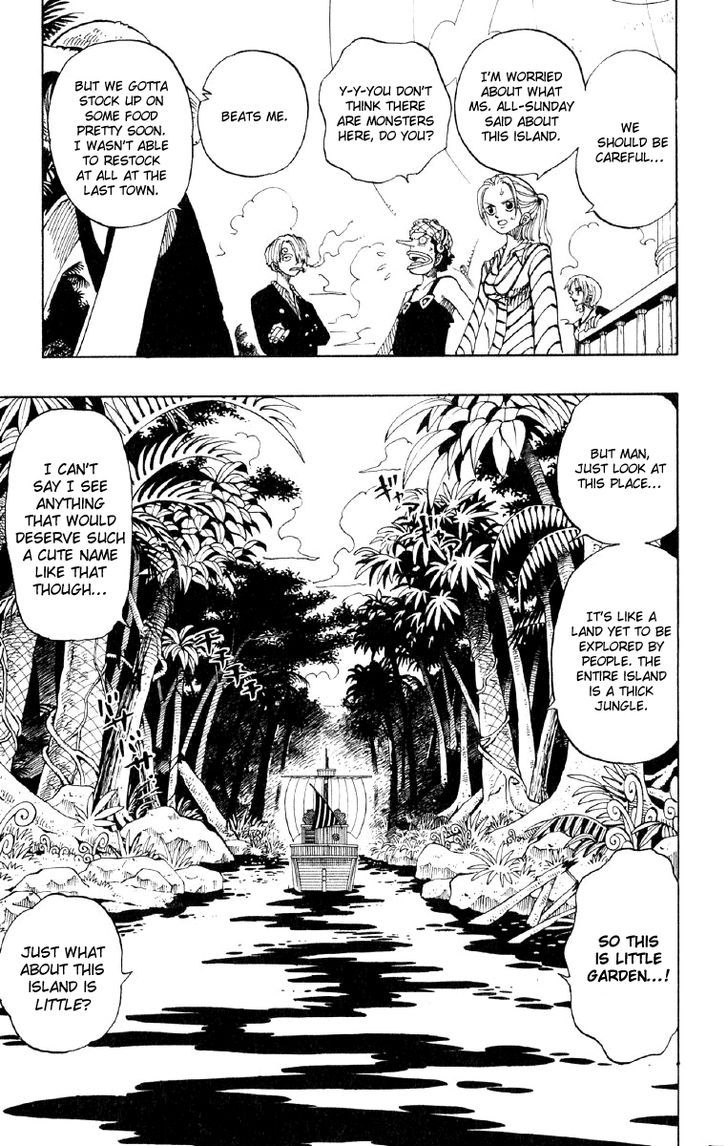 WE
SHOULD BE
CAREFUL...
I'M WORRIED
ABOUT WHAT
MS. ALL-SUNDAY
SAID ABOUT
THIS ISLAND.
Y-Y-YOU DON'T
THINK THERE
ARE MONSTERS
HERE, DO YOU?
BEATS ME.
BUT WE GOTTA
STOCK UP ON
SOME FOOD
PRETTY SOON.
I WASN'T ABLE
TO RESTOCK
AT ALL AT THE
LAST TOWN.
BUT MAN,
JUST LOOK AT
THIS PLACE...
IT'S LIKE A
LAND YET TO BE
EXPLORED BY
PEOPLE. THE
ENTIRE ISLAND
IS A THICK
JUNGLE.
I CAN'T
SAY I SEE
ANYTHING
THAT WOULD
DESERVE SUCH
A CUTE NAME
LIKE THAT
THOUGH...
SO THIS
IS LITTLE
GARDEN...!
JUST WHAT
ABOUT THIS
ISLAND IS
LITTLE?